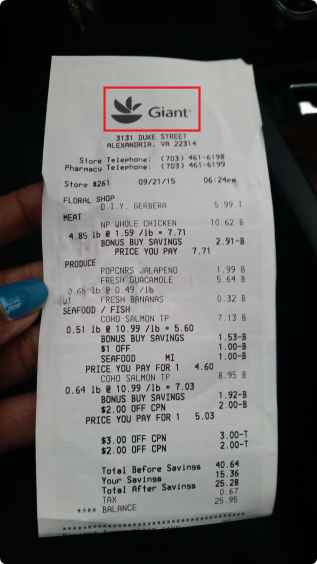 Giant
3131 DUKE STREET
ALEXANDRIA, VA 22314
Store Telephone: (703) 461-6198
Pharmacy Telephone: (703) 461-6199
Store #261 09/21/15 06:24pm
FLORAL SHOP
D.I.Y. GERBERA 5.99 T
MEAT
NP WHOLE CHICKEN 10.62 B
4.85 lb @ 1.59 /lb = 7.71
BONUS BUY SAVINGS 2.91-B
PRICE YOU PAY 7.71
PRODUCE
POPCNRS JALAPENO 1.99 B
FRESH GUACAMOLE 5.64 B
0.65 lb @ 0.49 /lb
WT FRESH BANANAS 0.32 B
SEAFOOD / FISH
COHO SALMON TP 7.13 B
0.51 lb @ 10.99 /lb = 5.60
BONUS BUY SAVINGS 1.53-B
$1 OFF 1.00-B
SEAFOOD MI 1.00-B
PRICE YOU PAY FOR 1 4.60
COHO SALMON TP 8.95 B
0.64 lb @ 10.99 /lb = 7.03
BONUS BUY SAVINGS 1.92-B
$2.00 OFF CPN 2.00-B
PRICE YOU PAY FOR 1 5.03
$3.00 OFF CPN 3.00-T
$2.00 OFF CPN 2.00-T
Total Before Savings 40.64
Your Savings 15.36
Total After Savings 25.28
TAX 0.67
**** BALANCE 25.95